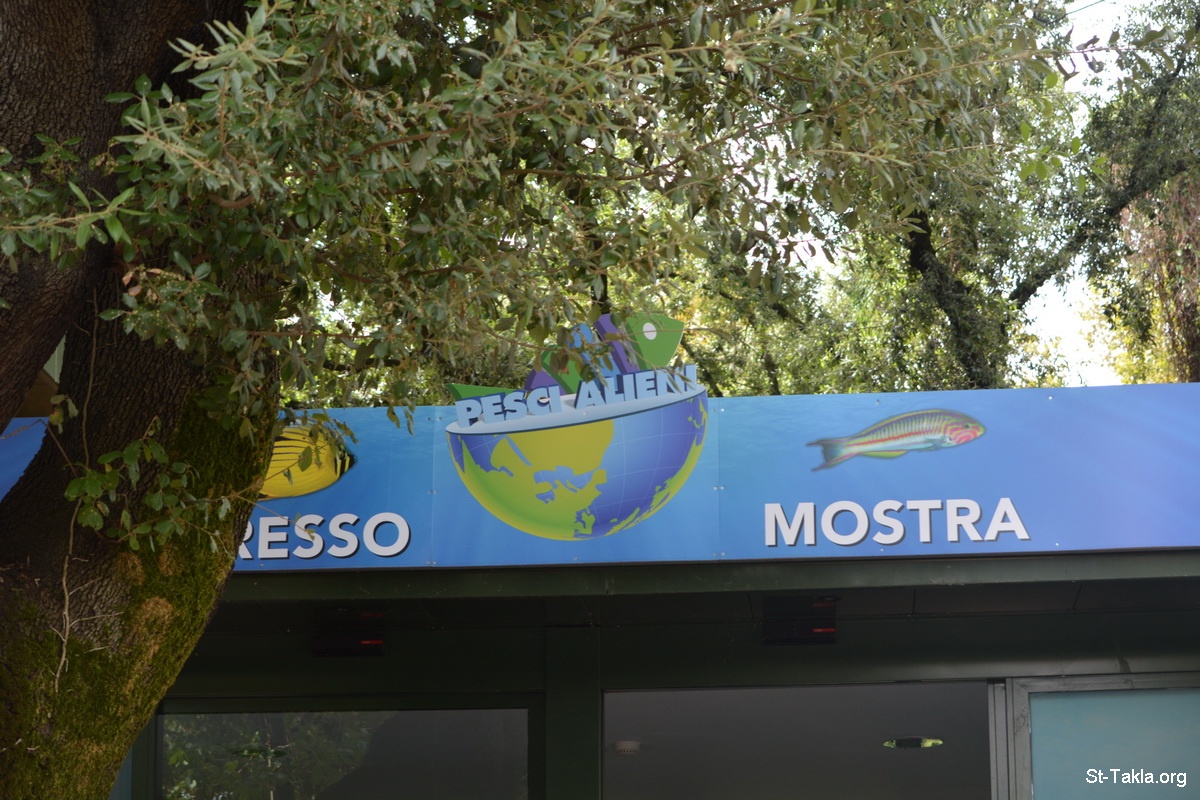 PESCI ALIENI
RESSO
MOSTRA
St-Takla.org